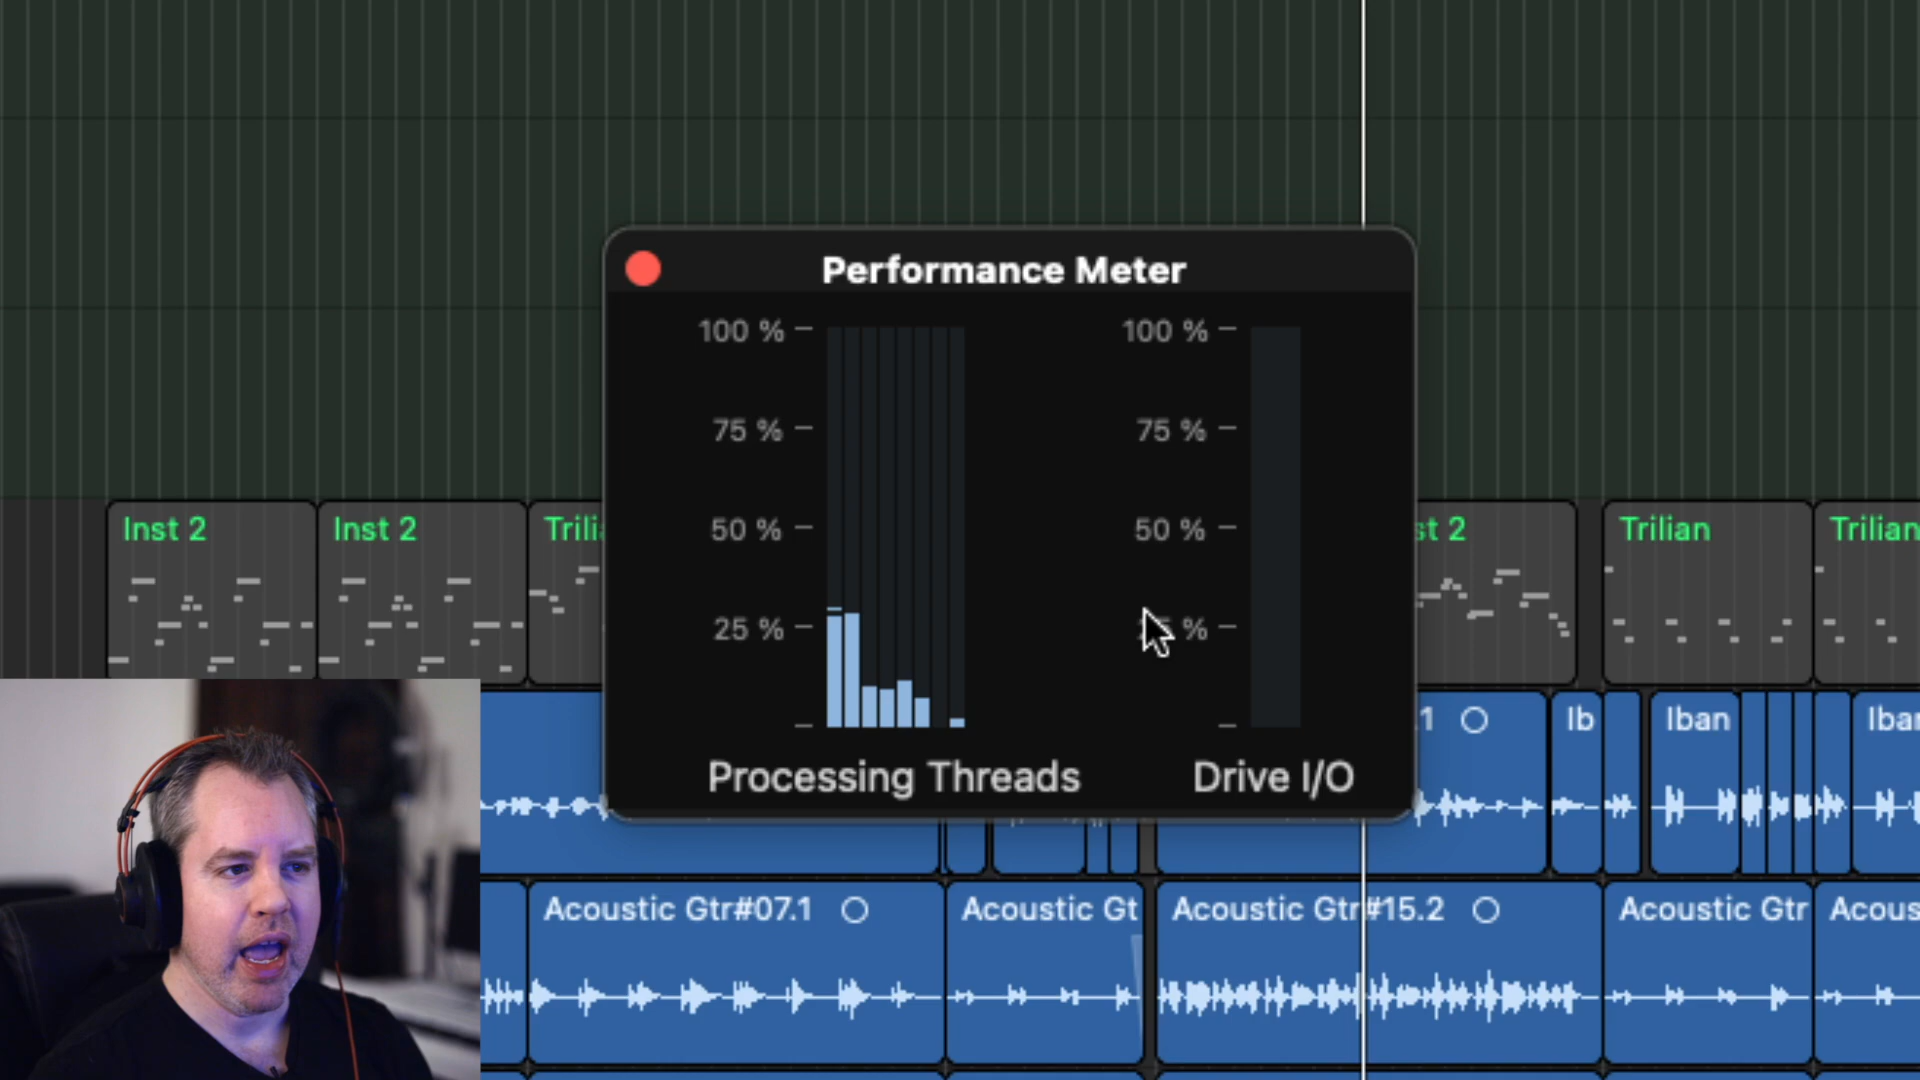 Performance Meter
100 %
100 %
75 %
75 %
50 %
50 %
Inst 2
Inst 2
Trili
st 2
Trilian
Trilian
25 %
%
.1
Ib
Iban
Iba
Processing Threads
Drive I/O
Acoustic Gtr#07.1
Acoustic Gt
Acoustic Gtr#15.2
Acoustic Gtr
Acous